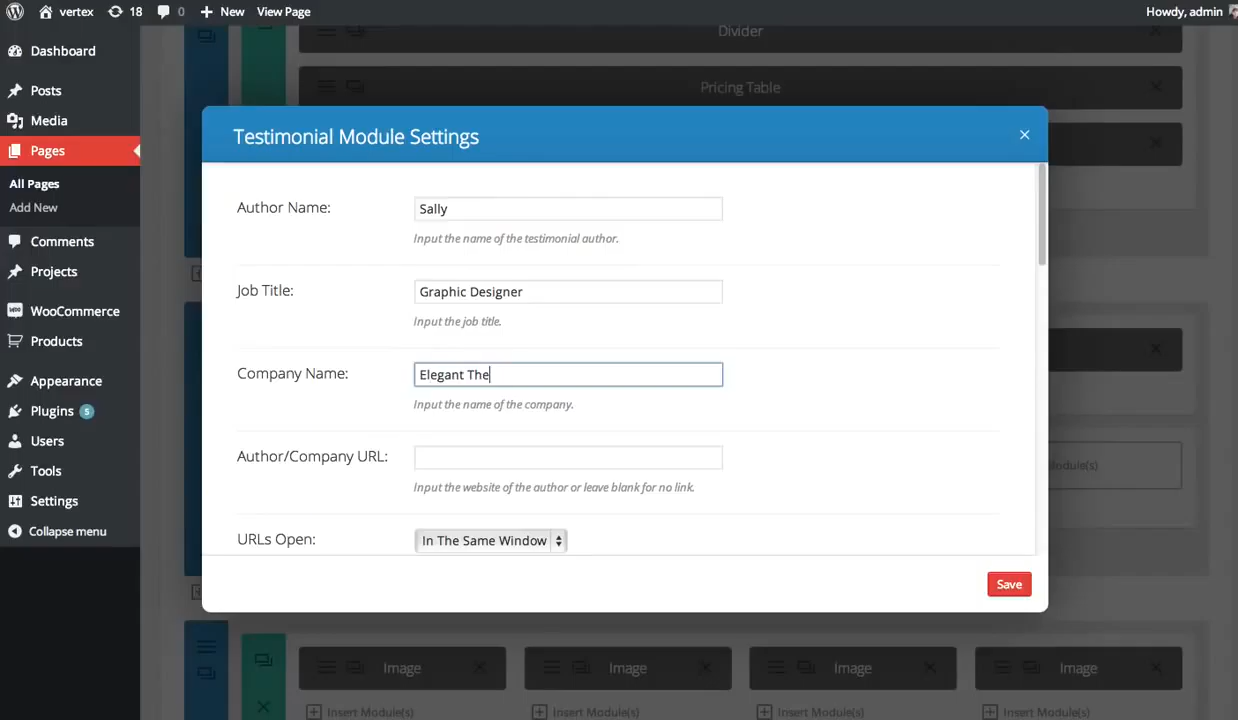 vertex 18 0 New View Page Howdy, admin
Dashboard
Posts
Media
Pages
All Pages
Add New
Comments
Projects
WooCommerce
Products
Appearance
Plugins 5
Users
Tools
Settings
Collapse menu
Divider
Pricing Table
Testimonial Module Settings
Author Name:
Sally
Input the name of the testimonial author.
Job Title:
Graphic Designer
Input the job title.
Company Name:
Elegant The
Input the name of the company.
Author/Company URL:
Input the website of the author or leave blank for no link.
URLs Open:
In The Same Window
Save
Module(s)
Image Image Image Image
Insert Module(s) Insert Module(s) Insert Module(s) Insert Module(s)